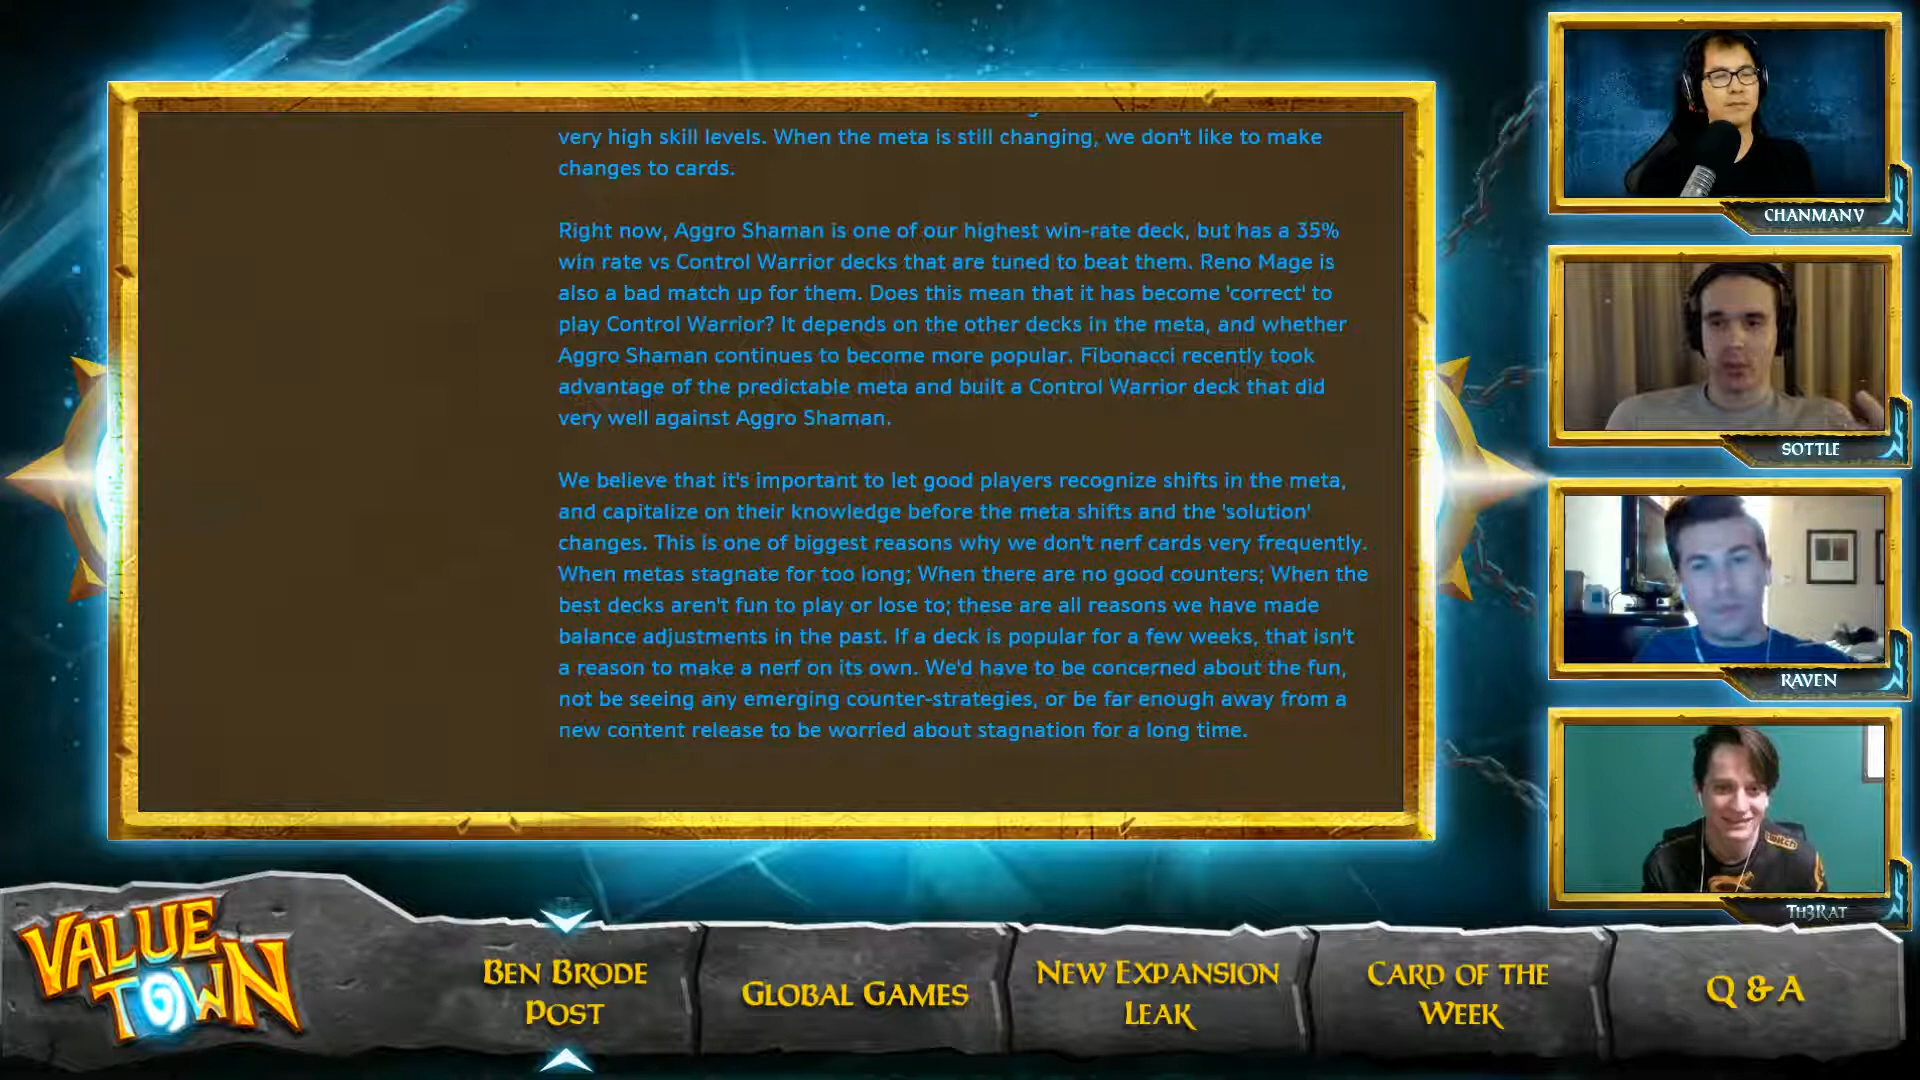 very high skill levels. When the meta is still changing, we don't like to make
changes to cards.
Right now, Aggro Shaman is one of our highest win-rate deck, but has a 35%
win rate vs Control Warrior decks that are tuned to beat them. Reno Mage is
also a bad match up for them. Does this mean that it has become 'correct' to
play Control Warrior? It depends on the other decks in the meta, and whether
Aggro Shaman continues to become more popular. Fibonacci recently took
advantage of the predictable meta and built a Control Warrior deck that did
very well against Aggro Shaman.
We believe that it's important to let good players recognize shifts in the meta,
and capitalize on their knowledge before the meta shifts and the 'solution'
changes. This is one of biggest reasons why we don't nerf cards very frequently.
When metas stagnate for too long; When there are no good counters; When the
best decks aren't fun to play or lose to; these are all reasons we have made
balance adjustments in the past. If a deck is popular for a few weeks, that isn't
a reason to make a nerf on its own. We'd have to be concerned about the fun,
not be seeing any emerging counter-strategies, or be far enough away from a
new content release to be worried about stagnation for a long time.
CHANMANV
SOTTLE
RAVEN
TH3RAT
twitch
VALUE
TOWN
BEN BRODE
POST
GLOBAL GAMES
NEW EXPANSION
LEAK
CARD OF THE
WEEK
Q & A